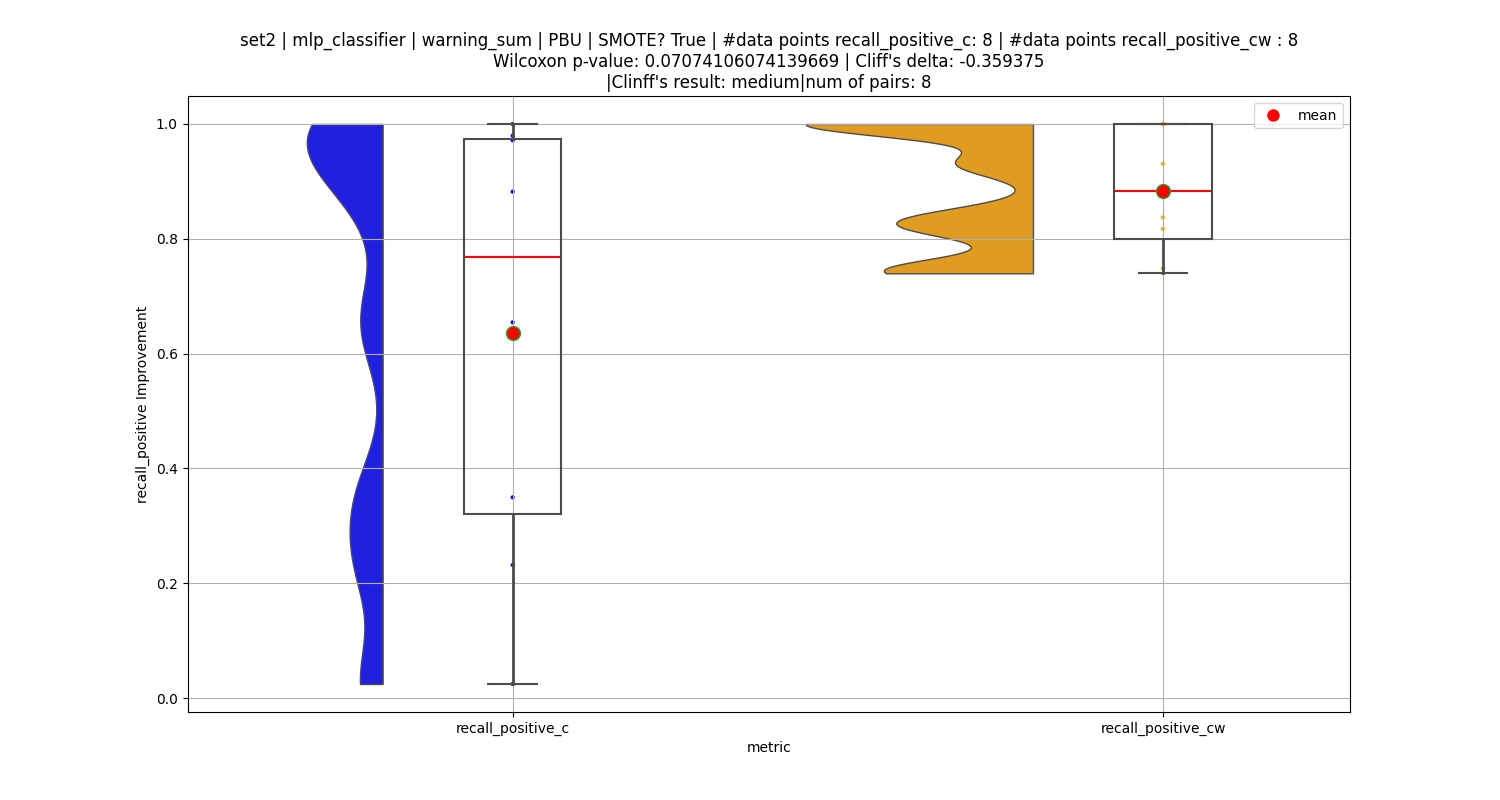 set2 | mlp_classifier | warning_sum | PBU | SMOTE? True | #data points recall_positive_c: 8 | #data points recall_positive_cw : 8
Wilcoxon p-value: 0.07074106074139669 | Cliff's delta: -0.359375
|Clinff's result: medium|num of pairs: 8
mean
1.0
0.8
0.6
0.4
0.2
0.0
recall_positive Improvement
recall_positive_c
recall_positive_cw
metric